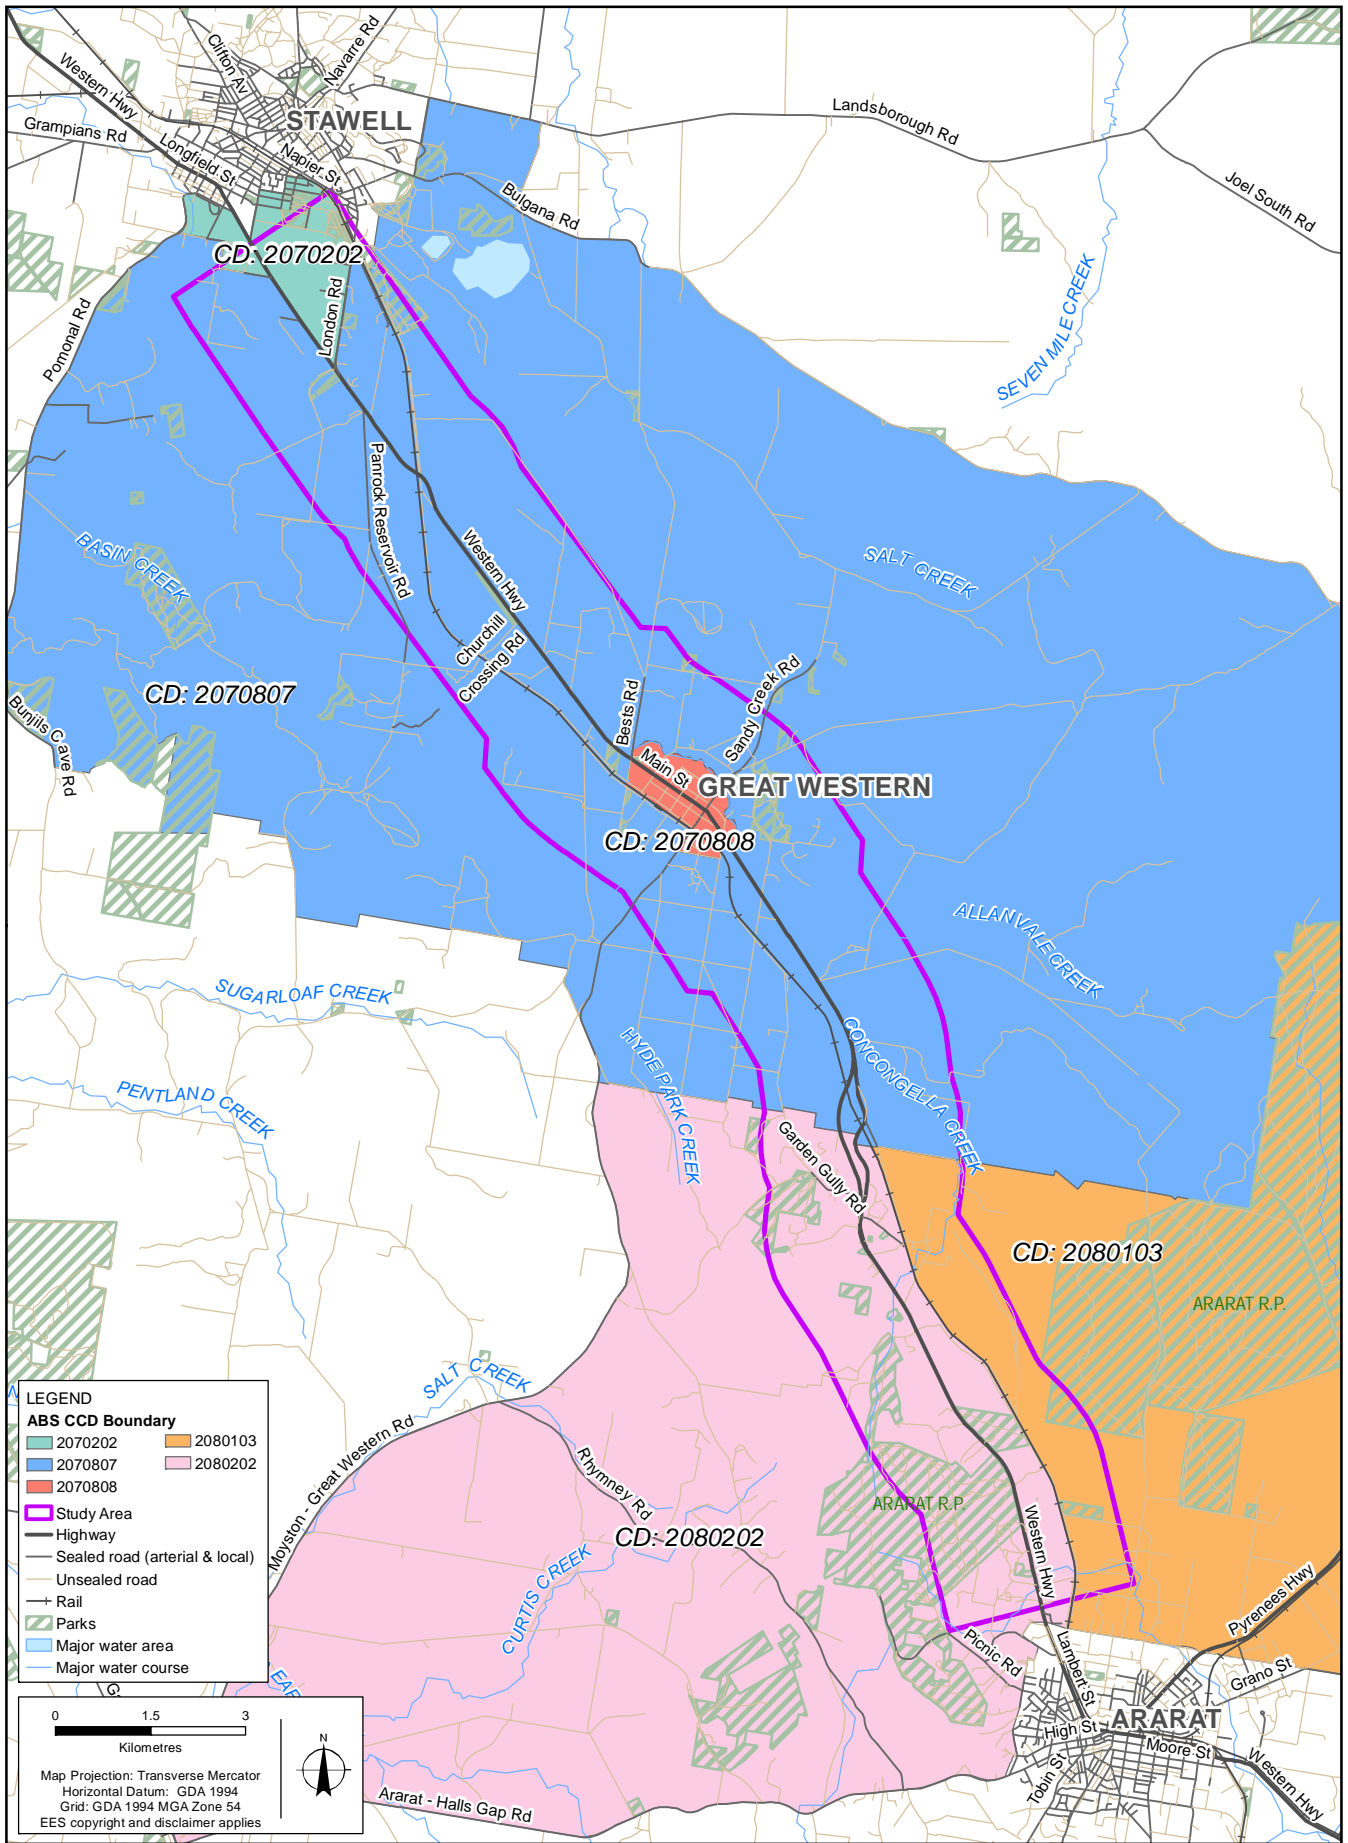 Western Hwy
Clifton Av
Navarre Rd
STAWELL
Grampians Rd
Longfield St
Napier St
Landsborough Rd
Joel South Rd
Bulgana Rd
CD: 2070202
London Rd
Pomonal Rd
SEVEN MILE CREEK
Panrock Reservoir Rd
Western Hwy
BASIN CREEK
SALT CREEK
Churchill
Crossing Rd
CD: 2070807
Bunjils Cave Rd
Bests Rd
Sandy Creek Rd
Main St
GREAT WESTERN
CD: 2070808
ALLANVALE CREEK
SUGARLOAF CREEK
HYDE PARK CREEK
CONCONGELLA CREEK
PENTLAND CREEK
Garden Gully Rd
CD: 2080103
ARARAT R.P.
SALT CREEK
Moyston - Great Western Rd
Rhymney Rd
ARARAT R.P.
CD: 2080202
CURTIS CREEK
Western Hwy
Pyrenees Hwy
Picnic Rd
Lambert St
Grano St
ARARAT
High St
Moore St
Tobin St
Western Hwy
Ararat - Halls Gap Rd
LEGEND
ABS CCD Boundary
2070202
2070807
2070808
2080103
2080202
Study Area
Highway
Sealed road (arterial & local)
Unsealed road
Rail
Parks
Major water area
Major water course
0 1.5 3
Kilometres
N
Map Projection: Transverse Mercator
Horizontal Datum: GDA 1994
Grid: GDA 1994 MGA Zone 54
EES copyright and disclaimer applies